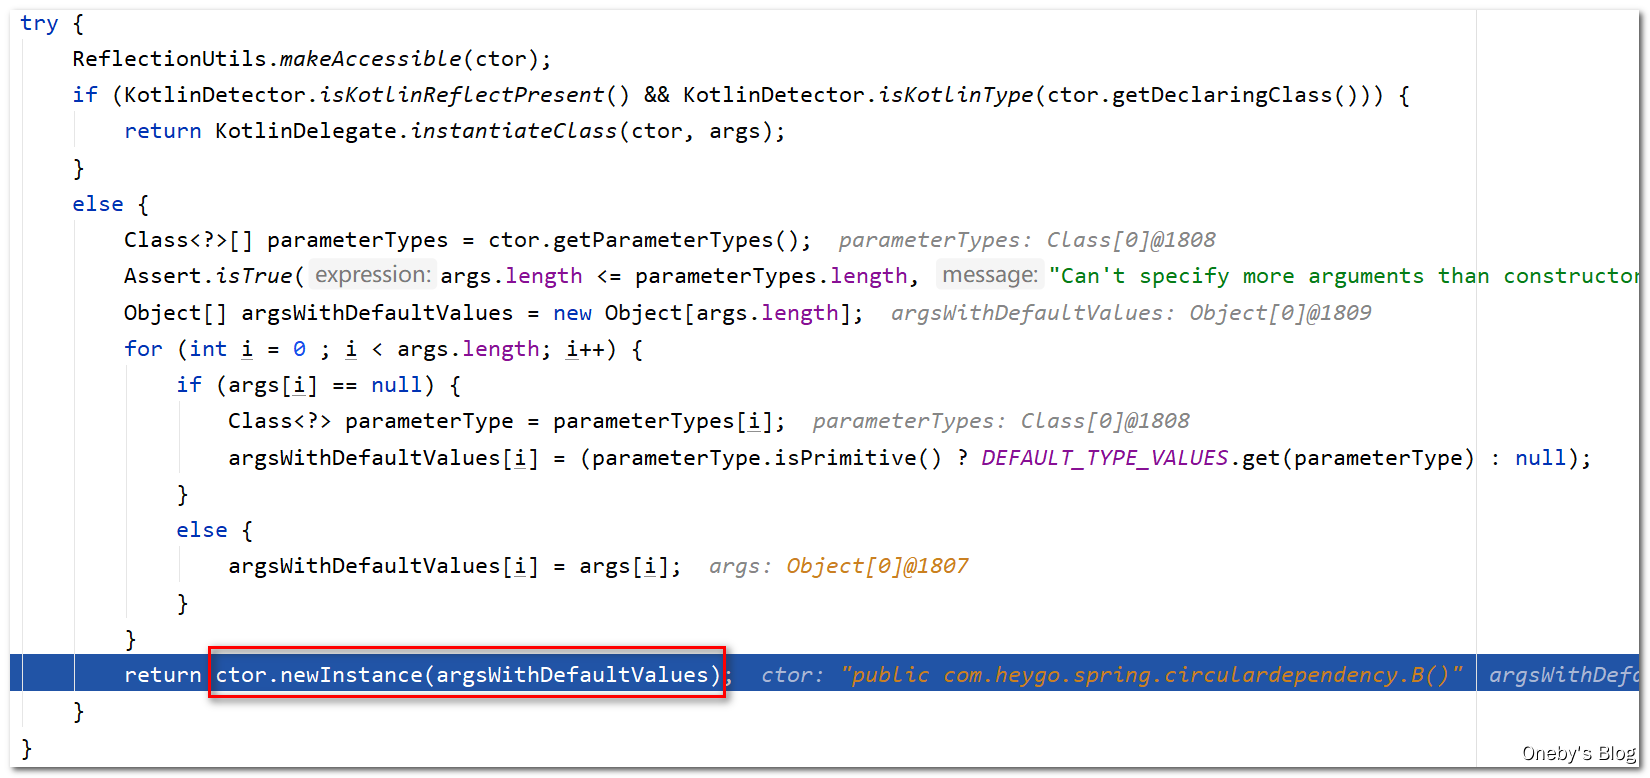 try {
ReflectionUtils.makeAccessible(ctor);
if (KotlinDetector.isKotlinReflectPresent() && KotlinDetector.isKotlinType(ctor.getDeclaringClass())) {
return KotlinDelegate.instantiateClass(ctor, args);
}
else {
Class<?>[] parameterTypes = ctor.getParameterTypes(); parameterTypes: Class[0]@1808
Assert.isTrue( expression: args.length <= parameterTypes.length, message: "Can't specify more arguments than constructor
Object[] argsWithDefaultValues = new Object[args.length]; argsWithDefaultValues: Object[0]@1809
for (int i = 0 ; i < args.length; i++) {
if (args[i] == null) {
Class<?> parameterType = parameterTypes[i]; parameterTypes: Class[0]@1808
argsWithDefaultValues[i] = (parameterType.isPrimitive() ? DEFAULT_TYPE_VALUES.get(parameterType) : null);
}
else {
argsWithDefaultValues[i] = args[i]; args: Object[0]@1807
}
}
return ctor.newInstance(argsWithDefaultValues); ctor: "public com.heygo.spring.circulardependency.B()" argsWithDefa
}
}
Oneby's Blog